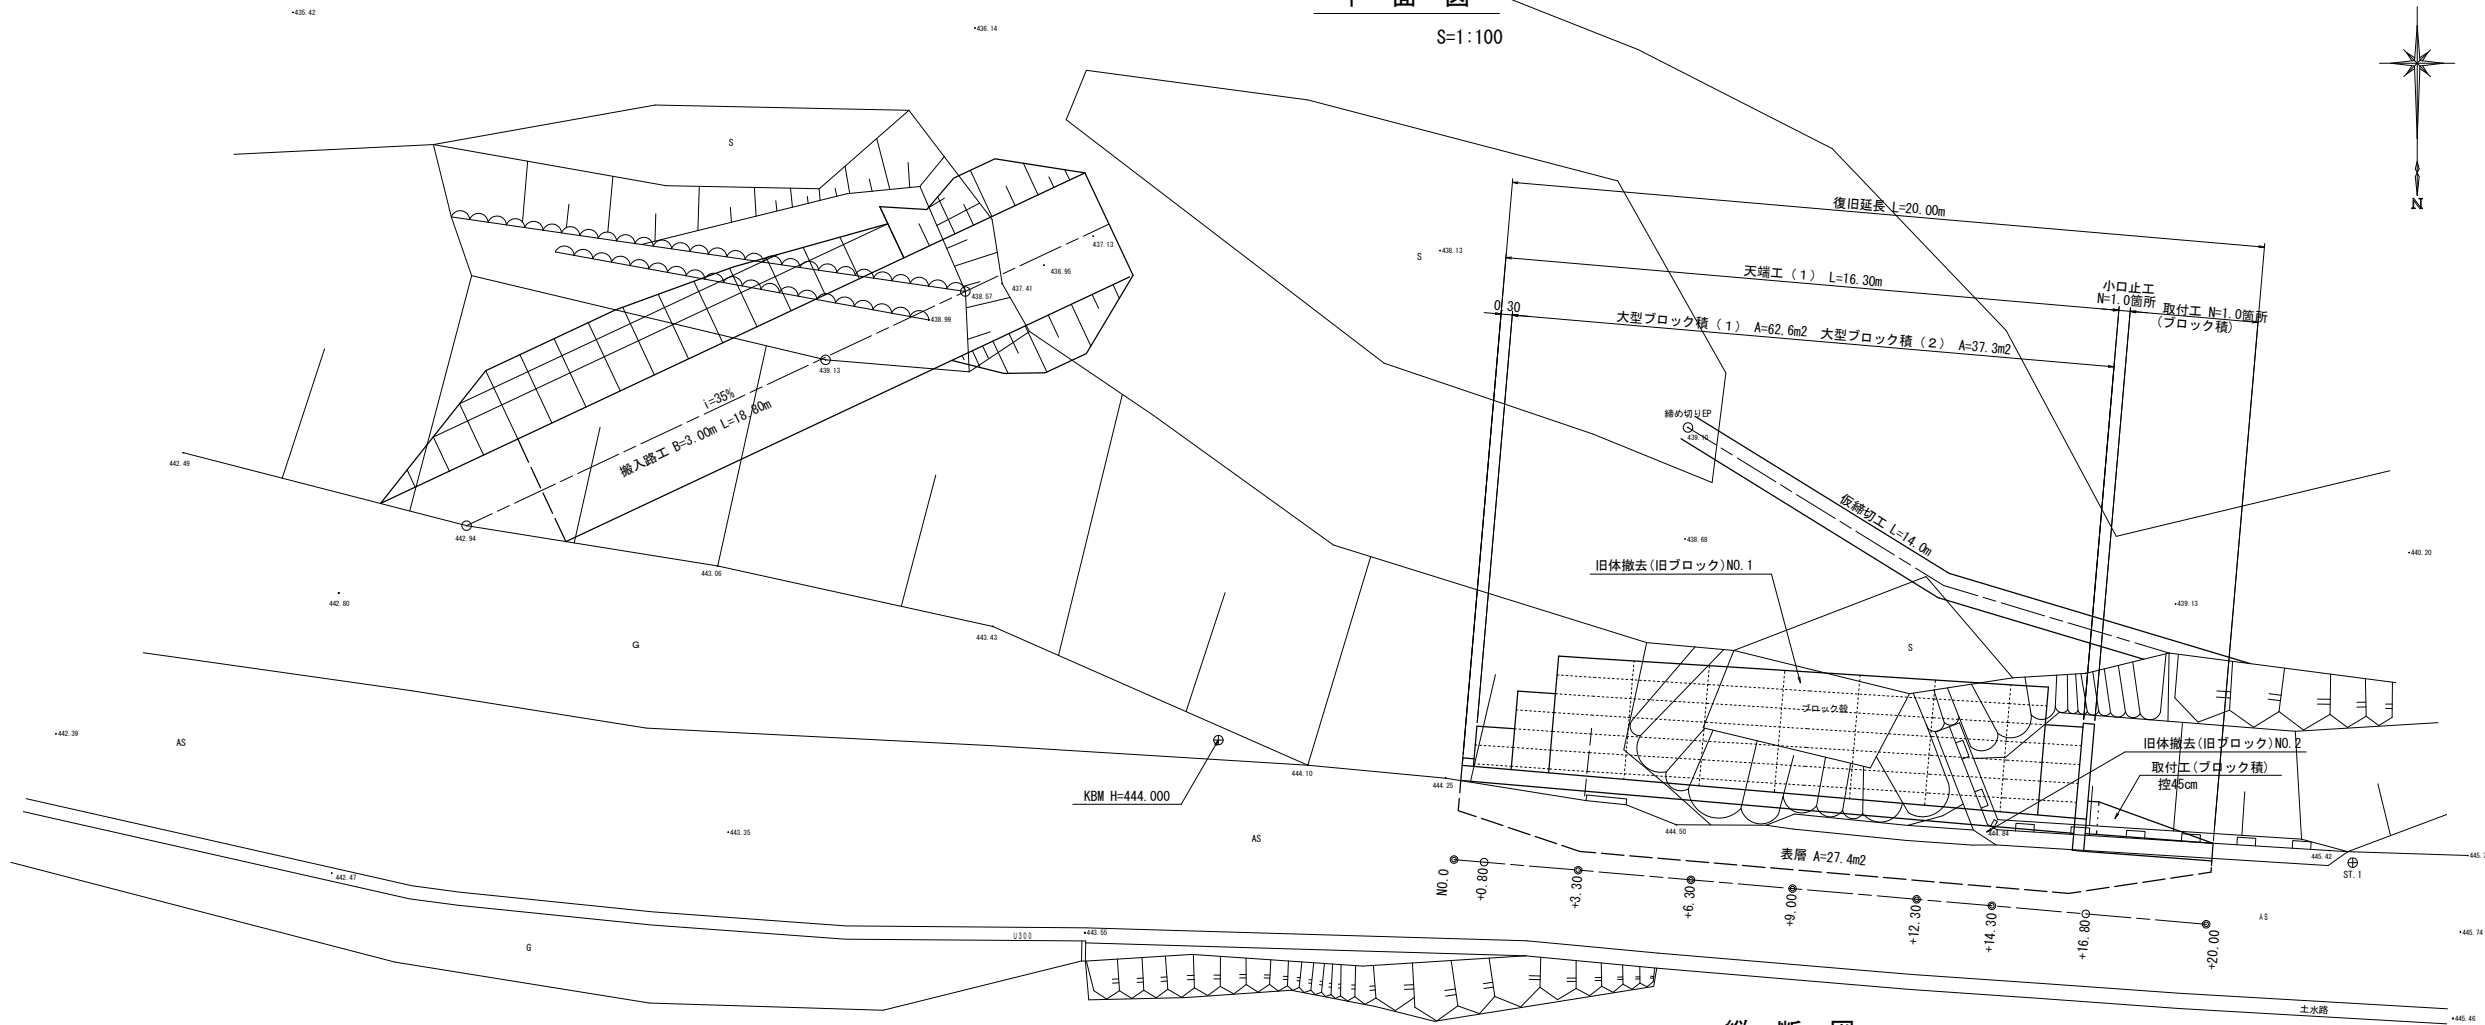 平 面 図
S=1:100
435.42
436.14
N
S
復旧延長 L=20.00m
S
438.13
天端工(1) L=16.30m
小口止工
N=1.0箇所
取付工 N=1.0箇所
(ブロック積)
0.30
大型ブロック積(1) A=62.6m2 大型ブロック積(2) A=37.3m2
437.13
436.95
437.41
438.57
438.99
439.13
i=35%
搬入路工 B=3.00m L=18.80m
締め切りEP
439.10
仮締切工 L=14.0m
442.49
442.94
443.06
442.80
443.43
438.68
440.20
439.13
旧体撤去(旧ブロック)NO.1
G
S
ブロック殻
442.39
AS
旧体撤去(旧ブロック)NO.2
取付工(ブロック積)
控45cm
444.10
444.25
KBM H=444.000
443.35
AS
444.50
444.84
表層 A=27.4m2
445.42
ST.1
442.47
NO.0
+0.80
+3.30
+6.30
+9.00
+12.30
+14.30
+16.80
+20.00
AS
445.74
G
U300
443.55
土水路
445.46
縦 断 図